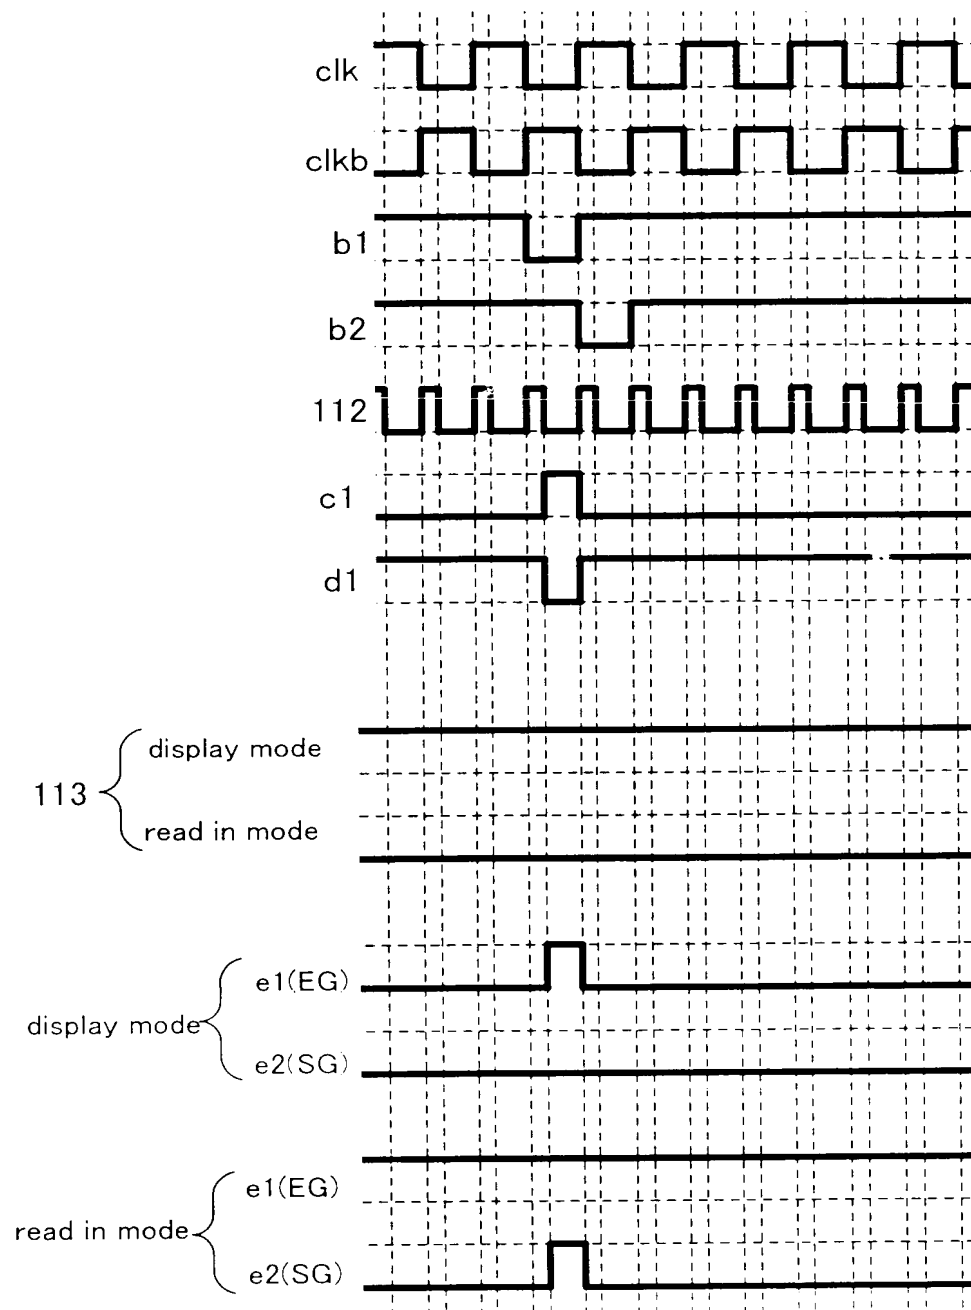 clk
clkb
b1
b2
112
c1
d1
display mode
113
read in mode
e1(EG)
display mode
e2(SG)
e1(EG)
read in mode
e2(SG)